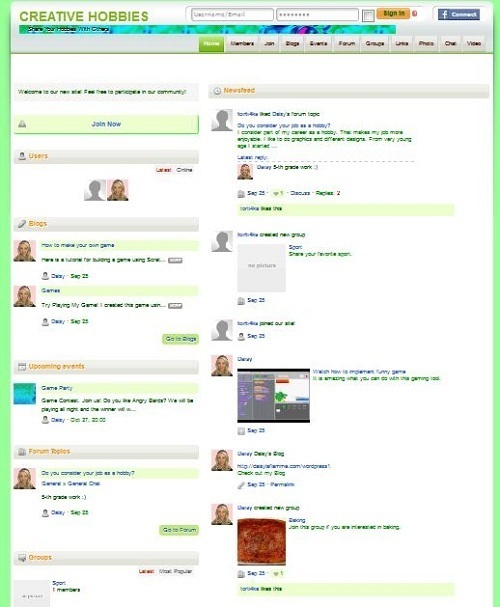 CREATIVE HOBBIES
Share Your Hobbies With Others
Username/Email
Sign In
Connect
Home Members Join Blogs Events Forum Groups Links Photo Chat Video
Welcome to our new site! Feel free to participate in our community!
Join Now
Users
Latest Online
Blogs
How to make your own game
Here is a tutorial for building a game using Scrat...
Daisy · Sep 25
Games
Try Playing My Game! I created this game usin...
Daisy · Sep 25
Go to Blogs
Upcoming events
Game Party
Game Contest. Join us! Do you like Angry Birds? We will be
playing all night and the winner will w...
Daisy · Oct 27, 20:00
Forum Topics
Do you consider your job as a hobby?
General » General Chat
5-th grade work :)
Daisy · Sep 25
Go to Forum
Groups
Latest Most Popular
Sport
1 members
Newsfeed
liked Daisy's forum topic
Do you consider your job as a hobby?
I consider part of my career as a hobby. That makes my job more
enjoyable. I like to do graphics and different designs. From very young
age I started ...
Latest reply:
Daisy 5-th grade work :)
Sep 25 · 1 · Discuss · Replies: 2
likes this
created new group
no picture
Sport
Share your favorite sport.
Sep 25
joined our site!
Sep 25
Daisy
Watch how to implement funny game
It is amazing what you can do with this gaming tool.
Sep 25
Daisy Daisy's Blog
Check out my Blog
Sep 25 · Permalink
Daisy created new group
Baking
Join this group if you are interested in baking.
Sep 25 · 1
likes this